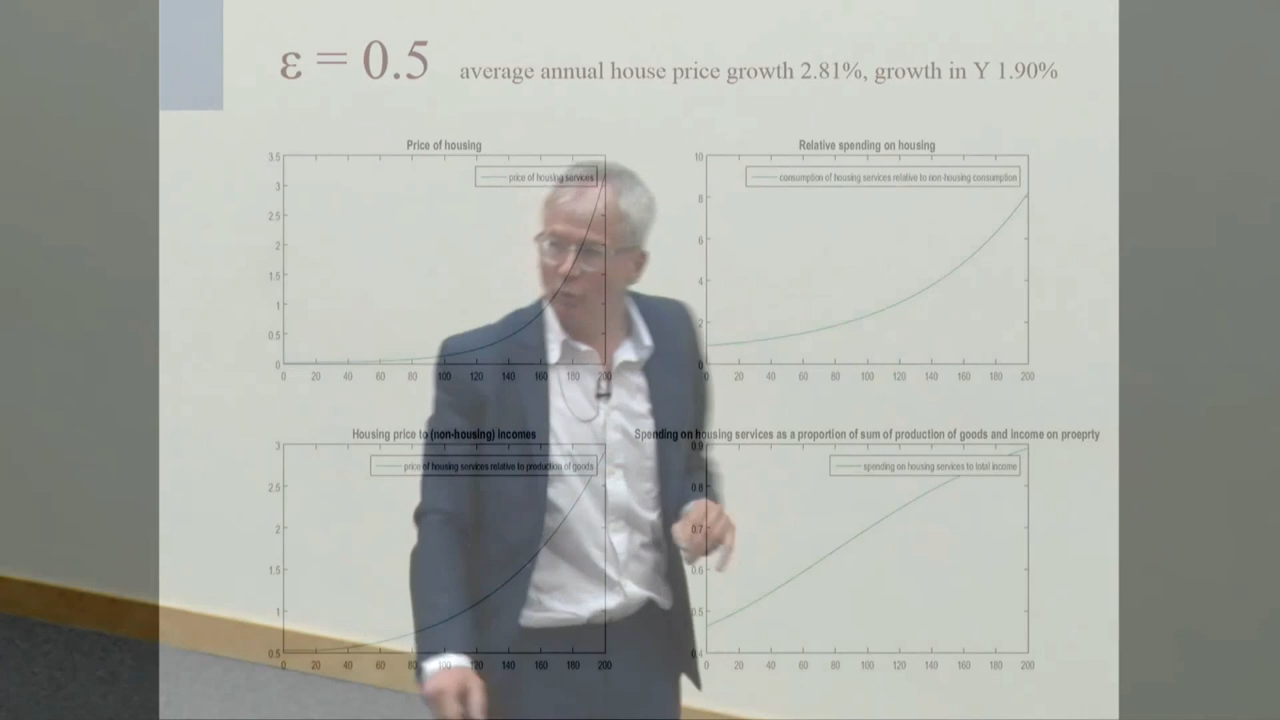 ε = 0.5 average annual house price growth 2.81%, growth in Y 1.90%
Price of housing
price of housing services
3.5
3
2.5
2
1.5
1
0.5
0
0 20 40 60 80 100 120 140 160 180 200
Relative spending on housing
consumption of housing services relative to non-housing consumption
10
8
6
4
2
0
0 20 40 60 80 100 120 140 160 180 200
Housing price to (non-housing) incomes
price of housing services relative to production of goods
3
2.5
2
1.5
1
0.5
0 20 40 60 80 100 120 140 160 180 200
Spending on housing services as a proportion of sum of production of goods and income on proeprty
spending on housing services to total income
0.9
0.8
0.7
0.6
0.5
0.4
0 20 40 60 80 100 120 140 160 180 200